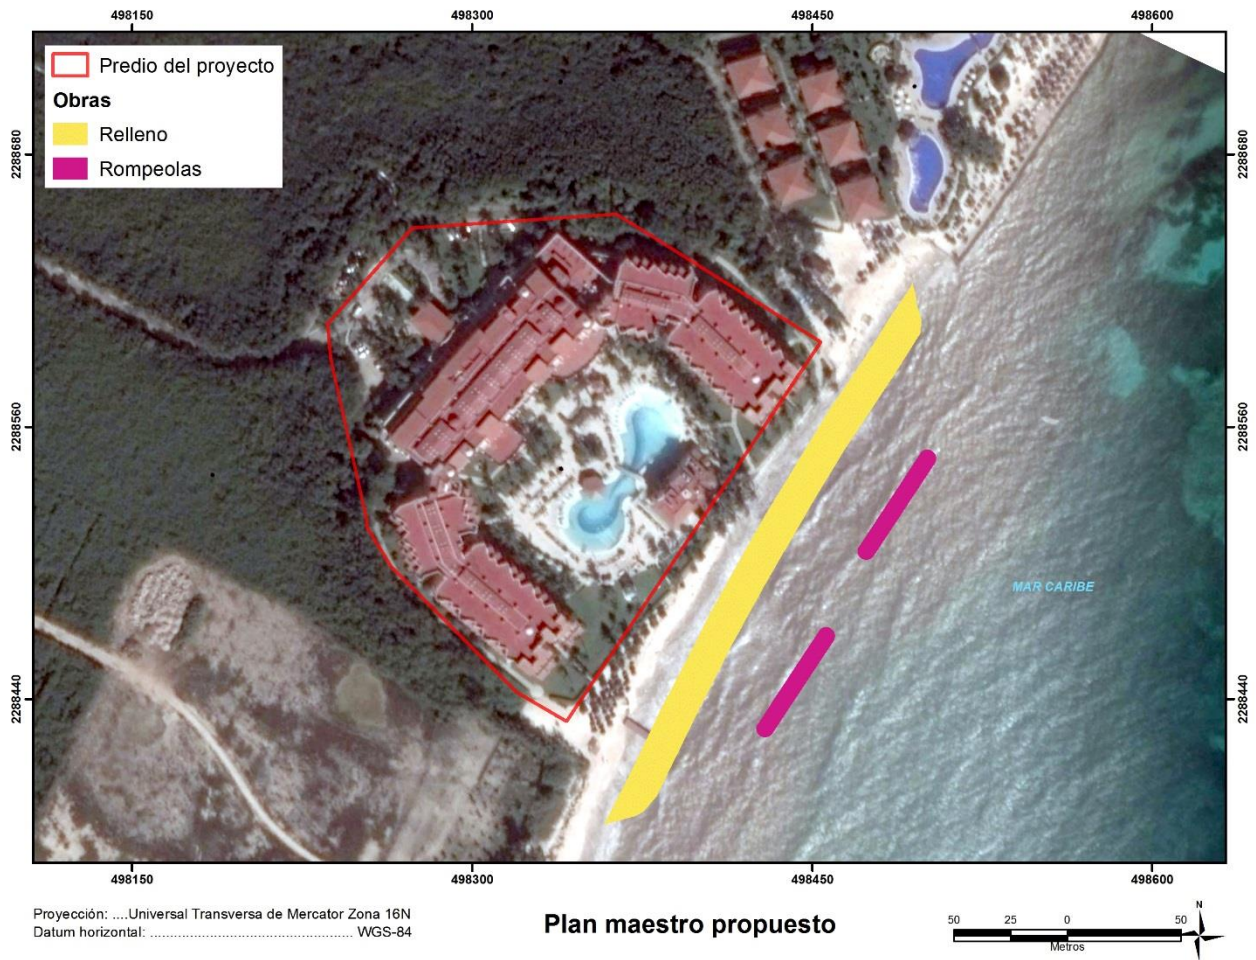 498150 498300 498450 498600
Predio del proyecto
Obras
Relleno
Rompeolas
2288680 2288680
2288560 2288560
MAR CARIBE
2288440 2288440
498150 498300 498450 498600
Proyección: ....Universal Transversa de Mercator Zona 16N
Datum horizontal: .................................................... WGS-84
Plan maestro propuesto
50 25 0 50
Metros
N